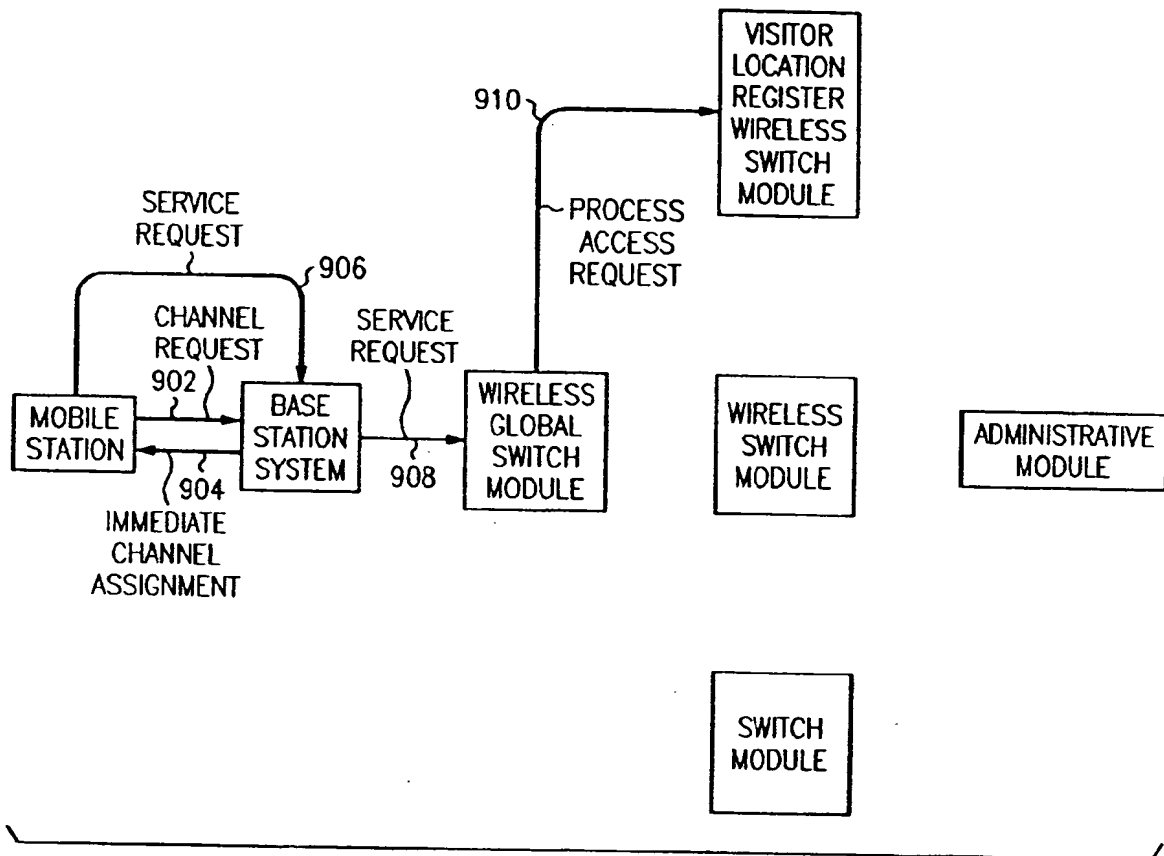 VISITOR
LOCATION
REGISTER
WIRELESS
SWITCH
MODULE
910
PROCESS
ACCESS
REQUEST
SERVICE
REQUEST
906
CHANNEL
REQUEST
902
SERVICE
REQUEST
MOBILE
STATION
BASE
STATION
SYSTEM
904
908
WIRELESS
GLOBAL
SWITCH
MODULE
WIRELESS
SWITCH
MODULE
ADMINISTRATIVE
MODULE
IMMEDIATE
CHANNEL
ASSIGNMENT
SWITCH
MODULE